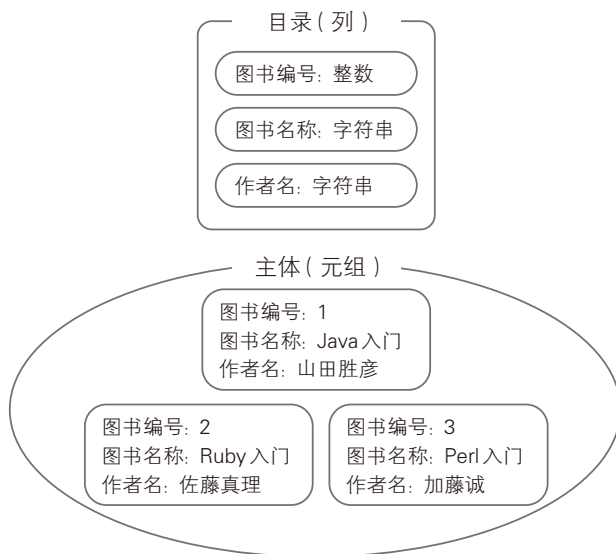 目录（列）
图书编号：整数
图书名称：字符串
作者名：字符串
主体（元组）
图书编号：1
图书名称：Java入门
作者名：山田胜彦
图书编号：2
图书名称：Ruby入门
作者名：佐藤真理
图书编号：3
图书名称：Perl入门
作者名：加藤诚